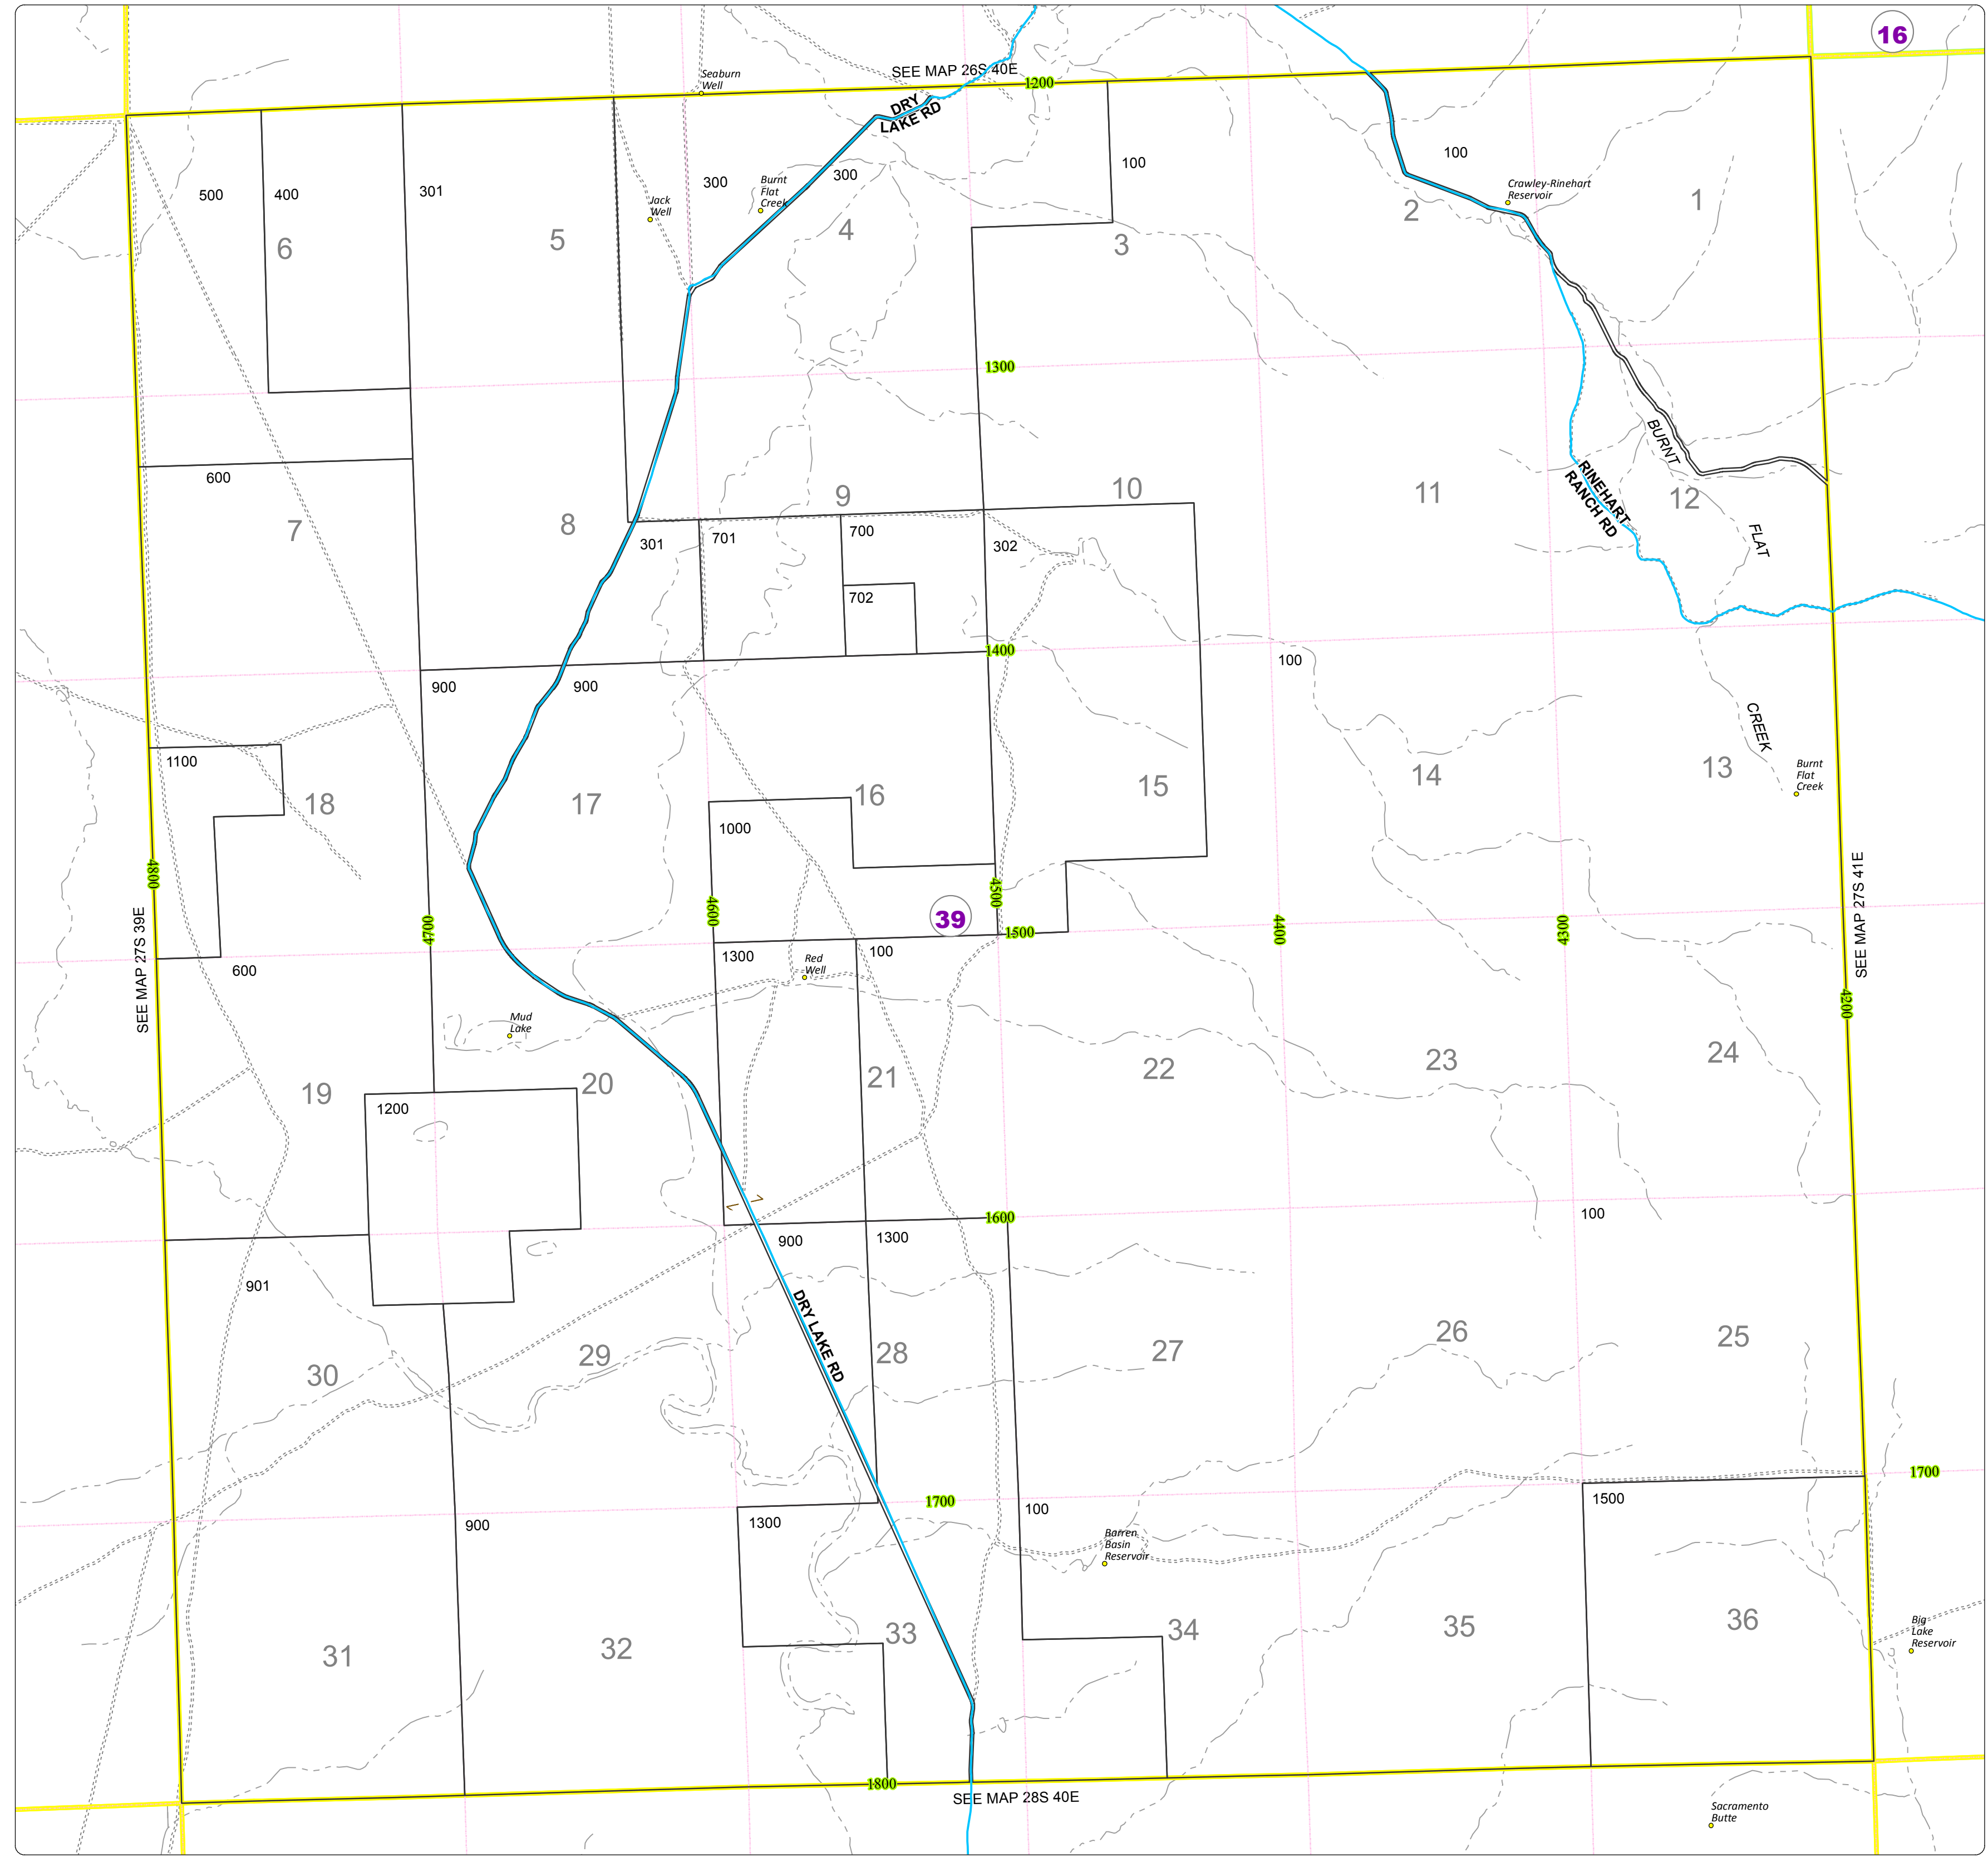 16
SEE MAP 26S 40E
1200
Seaburn
Well
DRY
LAKE RD
500
400
301
300
300
100
100
Jack
Well
Burnt
Flat
Creek
Crawley-Rinehart
Reservoir
6
5
4
3
2
1
1300
600
7
8
9
10
11
12
BURNT
FLAT
CREEK
RINEHART
RANCH RD
301
701
700
302
702
1400
900
900
100
1100
18
17
16
15
14
13
Burnt
Flat
Creek
1000
4800
4700
4600
4500
4400
4300
4200
SEE MAP 27S 39E
SEE MAP 27S 41E
39
1500
600
1300
100
Red
Well
Mud
Lake
19
20
21
22
23
24
1200
7
7
1600
100
900
1300
901
DRY LAKE RD
30
29
28
27
26
25
1700
1700
900
1300
100
1500
Barren
Basin
Reservoir
31
32
33
34
35
36
Big
Lake
Reservoir
1800
SEE MAP 28S 40E
Sacramento
Butte